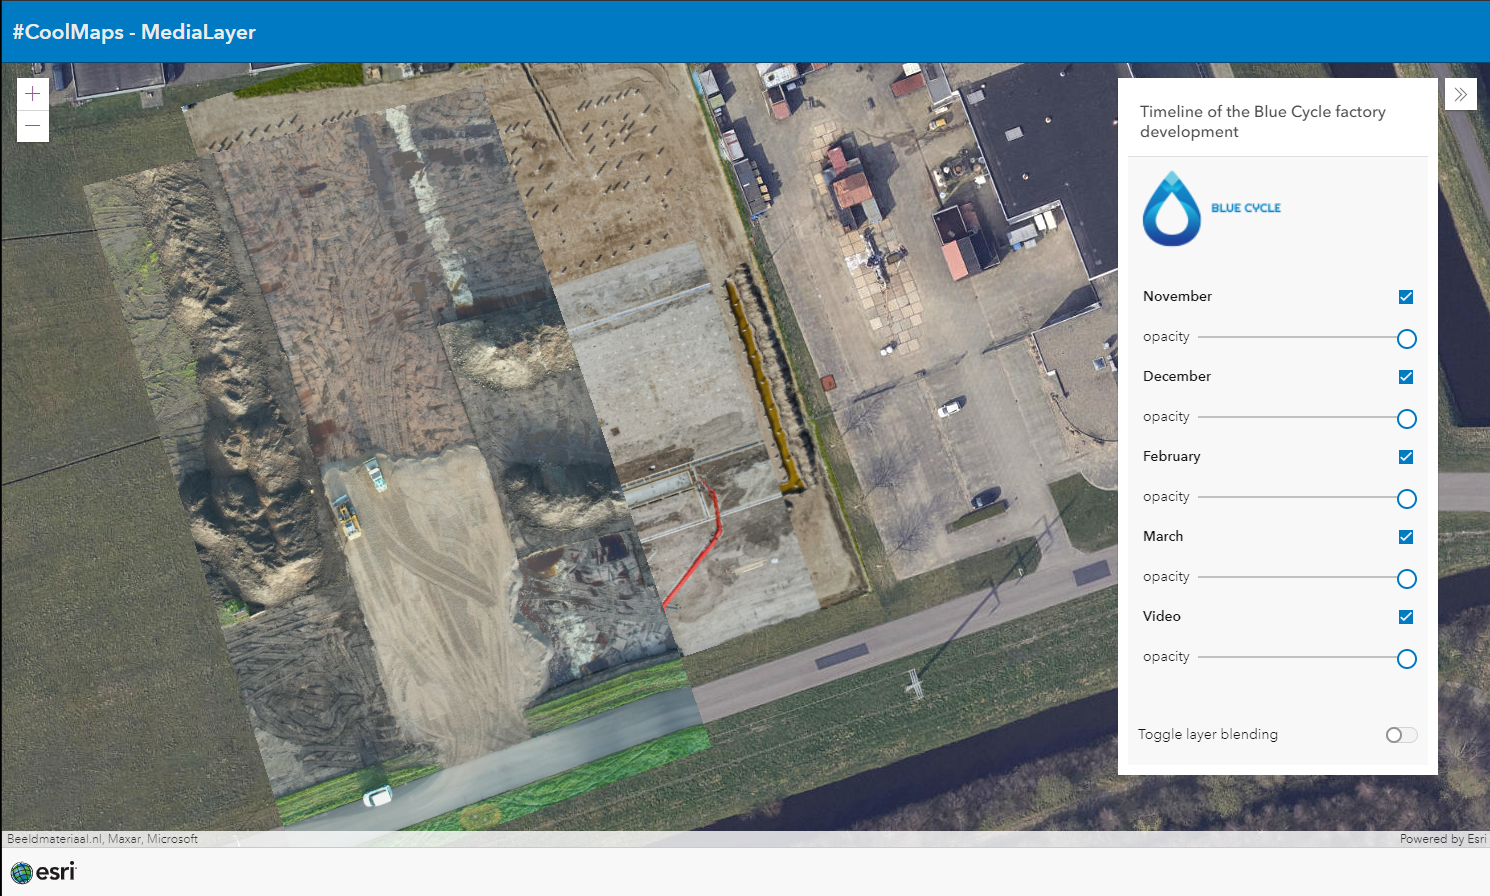 #CoolMaps - MediaLayer
Timeline of the Blue Cycle factory
development
BLUE CYCLE
November
opacity
December
opacity
February
opacity
March
opacity
Video
opacity
Toggle layer blending
Beeldmateriaal.nl, Maxar, Microsoft
Powered by Esri
esri